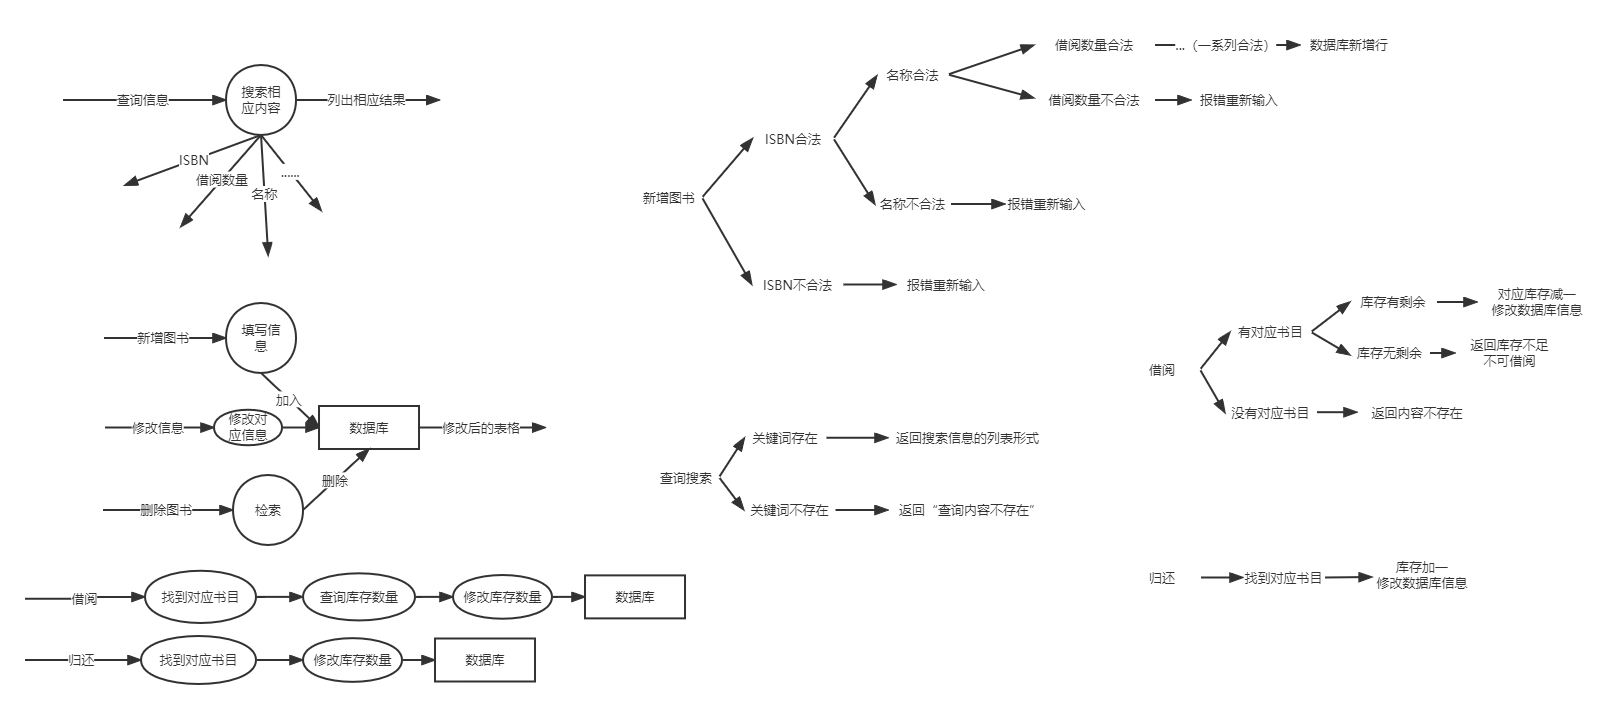 查询信息
搜索相
应内容
列出相应结果
ISBN
借阅数量
名称
......
新增图书
填写信
息
加入
修改信息
修改对
应信息
数据库
修改后的表格
删除图书
检索
删除
借阅
找到对应书目
查询库存数量
修改库存数量
数据库
归还
找到对应书目
修改库存数量
数据库
新增图书
ISBN合法
名称合法
借阅数量合法
...（一系列合法）
数据库新增行
借阅数量不合法
报错重新输入
名称不合法
报错重新输入
ISBN不合法
报错重新输入
查询搜索
关键词存在
返回搜索信息的列表形式
关键词不存在
返回“查询内容不存在”
借阅
有对应书目
库存有剩余
对应库存减一
修改数据库信息
库存无剩余
返回库存不足
不可借阅
没有对应书目
返回内容不存在
归还
找到对应书目
库存加一
修改数据库信息